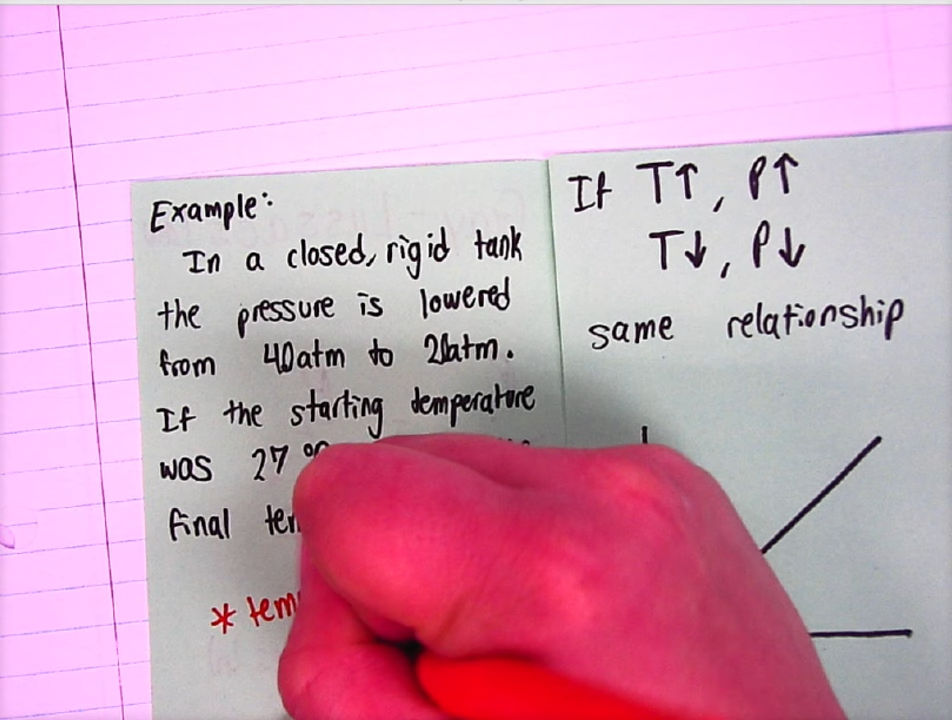 Example:
In a closed, rigid tank
the pressure is lowered
from 40atm to 20atm.
If the starting temperature
was 27
final
*
If T↑, P↑
T↓, P↓
same relationship